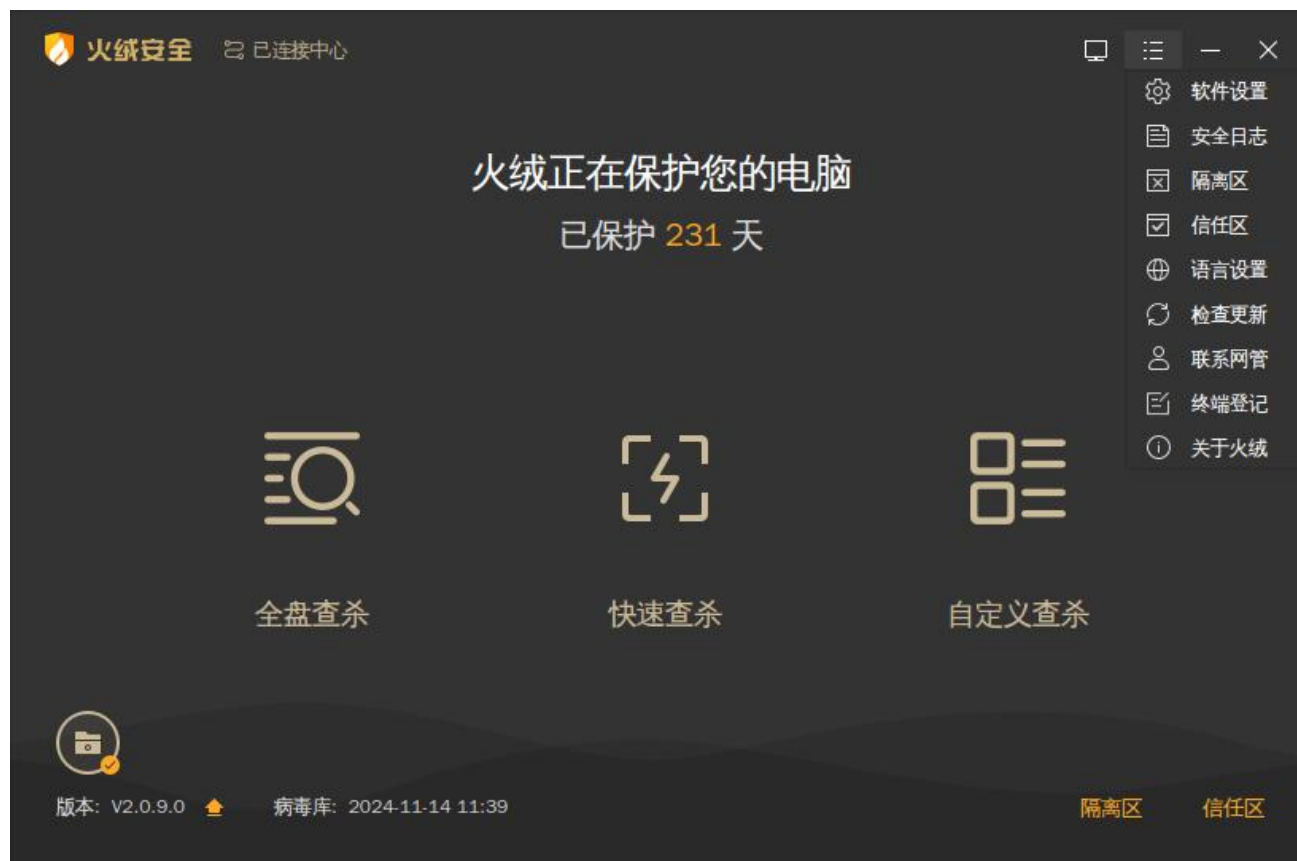 火绒安全 已连接中心
软件设置
安全日志
隔离区
信任区
语言设置
检查更新
联系网管
终端登记
关于火绒
火绒正在保护您的电脑
已保护 231 天
全盘查杀 快速查杀 自定义查杀
版本: V2.0.9.0 病毒库: 2024-11-14 11:39 隔离区 信任区